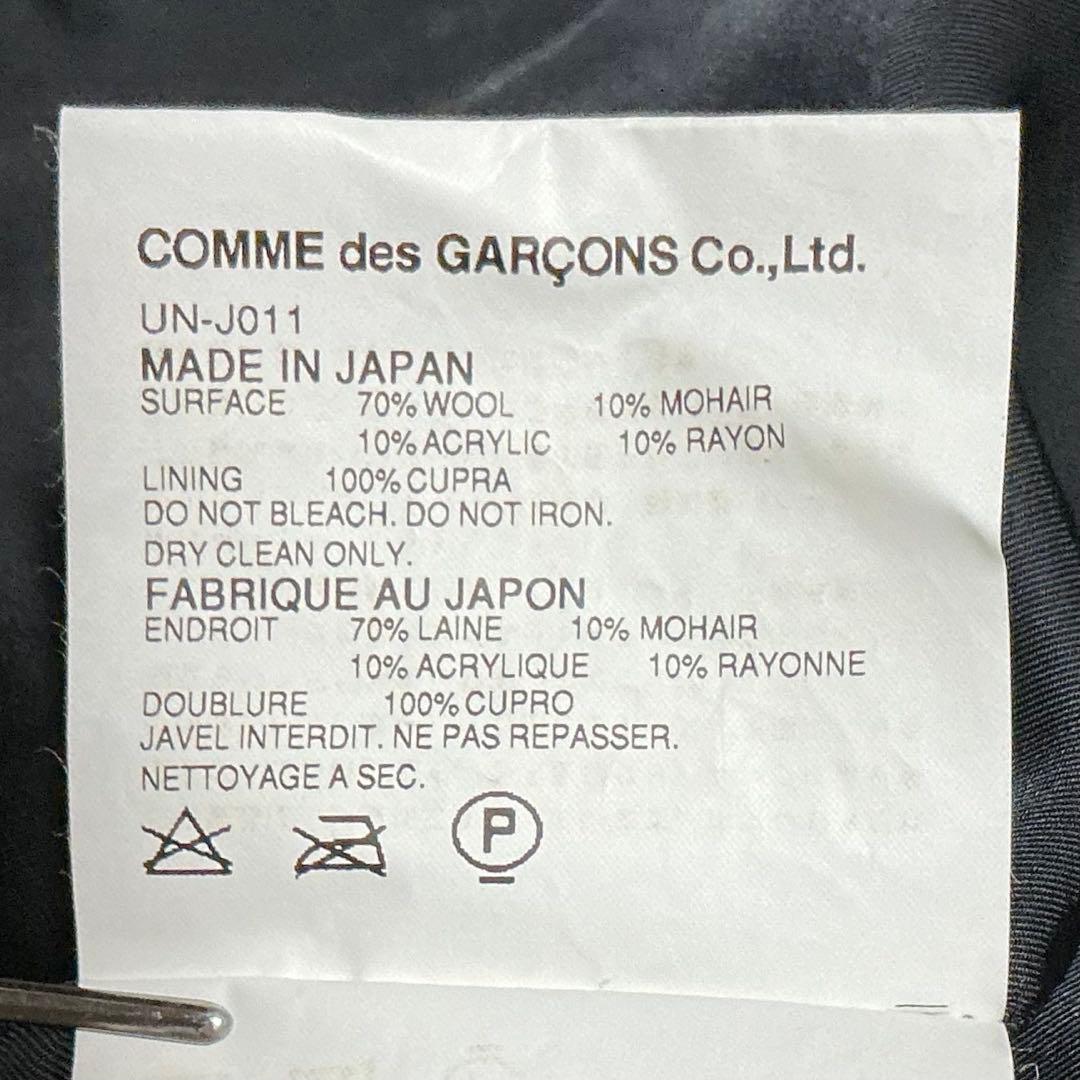 COMME des GARÇONS Co.,Ltd.
UN-J011
MADE IN JAPAN
SURFACE 70% WOOL 10% MOHAIR
10% ACRYLIC 10% RAYON
LINING 100% CUPRA
DO NOT BLEACH. DO NOT IRON.
DRY CLEAN ONLY.
FABRIQUE AU JAPON
ENDROIT 70% LAINE 10% MOHAIR
10% ACRYLIQUE 10% RAYONNE
DOUBLURE 100% CUPRO
JAVEL INTERDIT. NE PAS REPASSER.
NETTOYAGE A SEC.
P